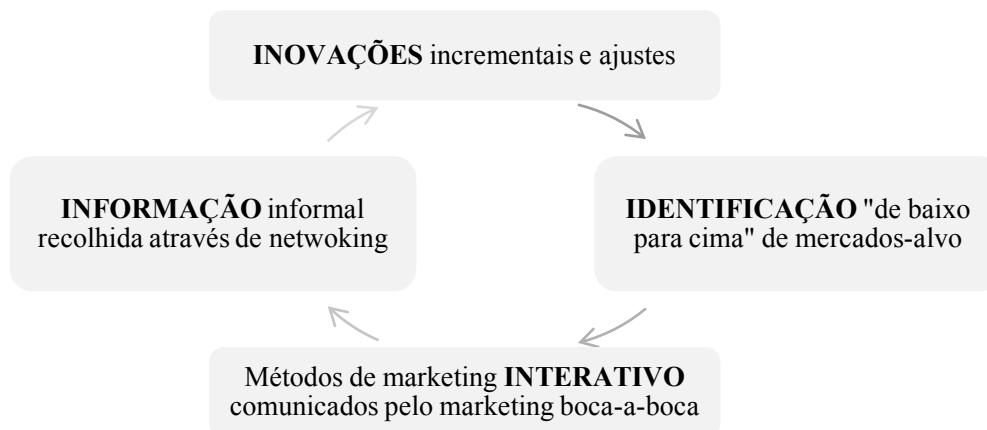 INOVAÇÕES incrementais e ajustes
INFORMAÇÃO informal
recolhida através de netwoking
IDENTIFICAÇÃO "de baixo
para cima" de mercados-alvo
Métodos de marketing INTERATIVO
comunicados pelo marketing boca-a-boca